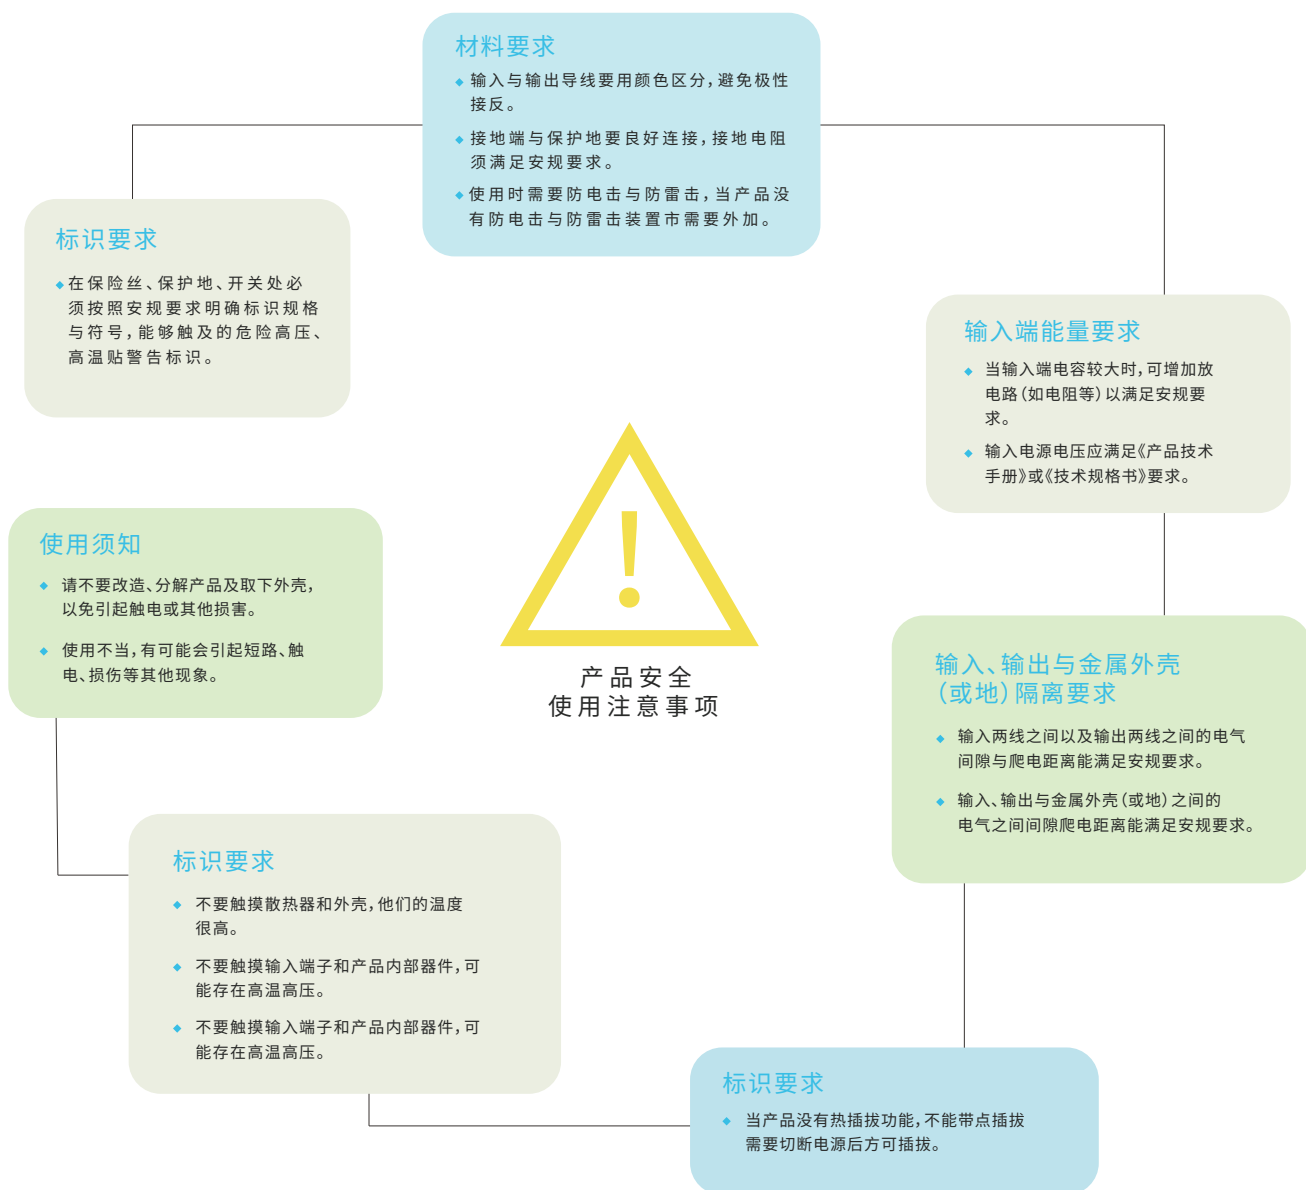 材料要求
◆ 输入与输出导线要用颜色区分，避免极性
接反。
◆ 接地端与保护地要良好连接，接地电阻
须满足安规要求。
◆ 使用时需要防电击与防雷击，当产品没
有防电击与防雷击装置市需要外加。
标识要求
◆ 在保险丝、保护地、开关处必
须按照安规要求明确标识规格
与符号，能够触及的危险高压、
高温贴警告标识。
输入端能量要求
◆ 当输入端电容较大时，可增加放
电路（如电阻等）以满足安规要
求。
◆ 输入电源电压应满足《产品技术
手册》或《技术规格书》要求。
使用须知
◆ 请不要改造、分解产品及取下外壳，
以免引起触电或其他损害。
◆ 使用不当，有可能会引起短路、触
电、损伤等其他现象。
!
产品安全
使用注意事项
输入、输出与金属外壳
（或地）隔离要求
◆ 输入两线之间以及输出两线之间的电气
间隙与爬电距离能满足安规要求。
◆ 输入、输出与金属外壳（或地）之间的
电气之间间隙爬电距离能满足安规要求。
标识要求
◆ 不要触摸散热器和外壳，他们的温度
很高。
◆ 不要触摸输入端子和产品内部器件，可
能存在高温高压。
◆ 不要触摸输入端子和产品内部器件，可
能存在高温高压。
标识要求
◆ 当产品没有热插拔功能，不能带点插拔
需要切断电源后方可插拔。